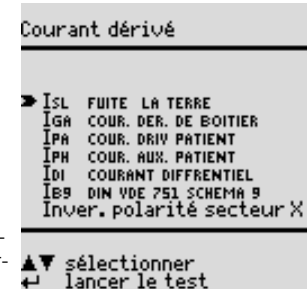 Courant dérivé
ISL FUITE LA TERRE
IGA COUR. DER. DE BOITIER
IPA COUR. DRIV PATIENT
IPH COUR. AUX. PATIENT
IDI COURANT DIFFRENTIEL
IB9 DIN VDE 751 SCHEMA 9
Inver. polarité secteur X
▲▼ sélectionner
↵ lancer le test